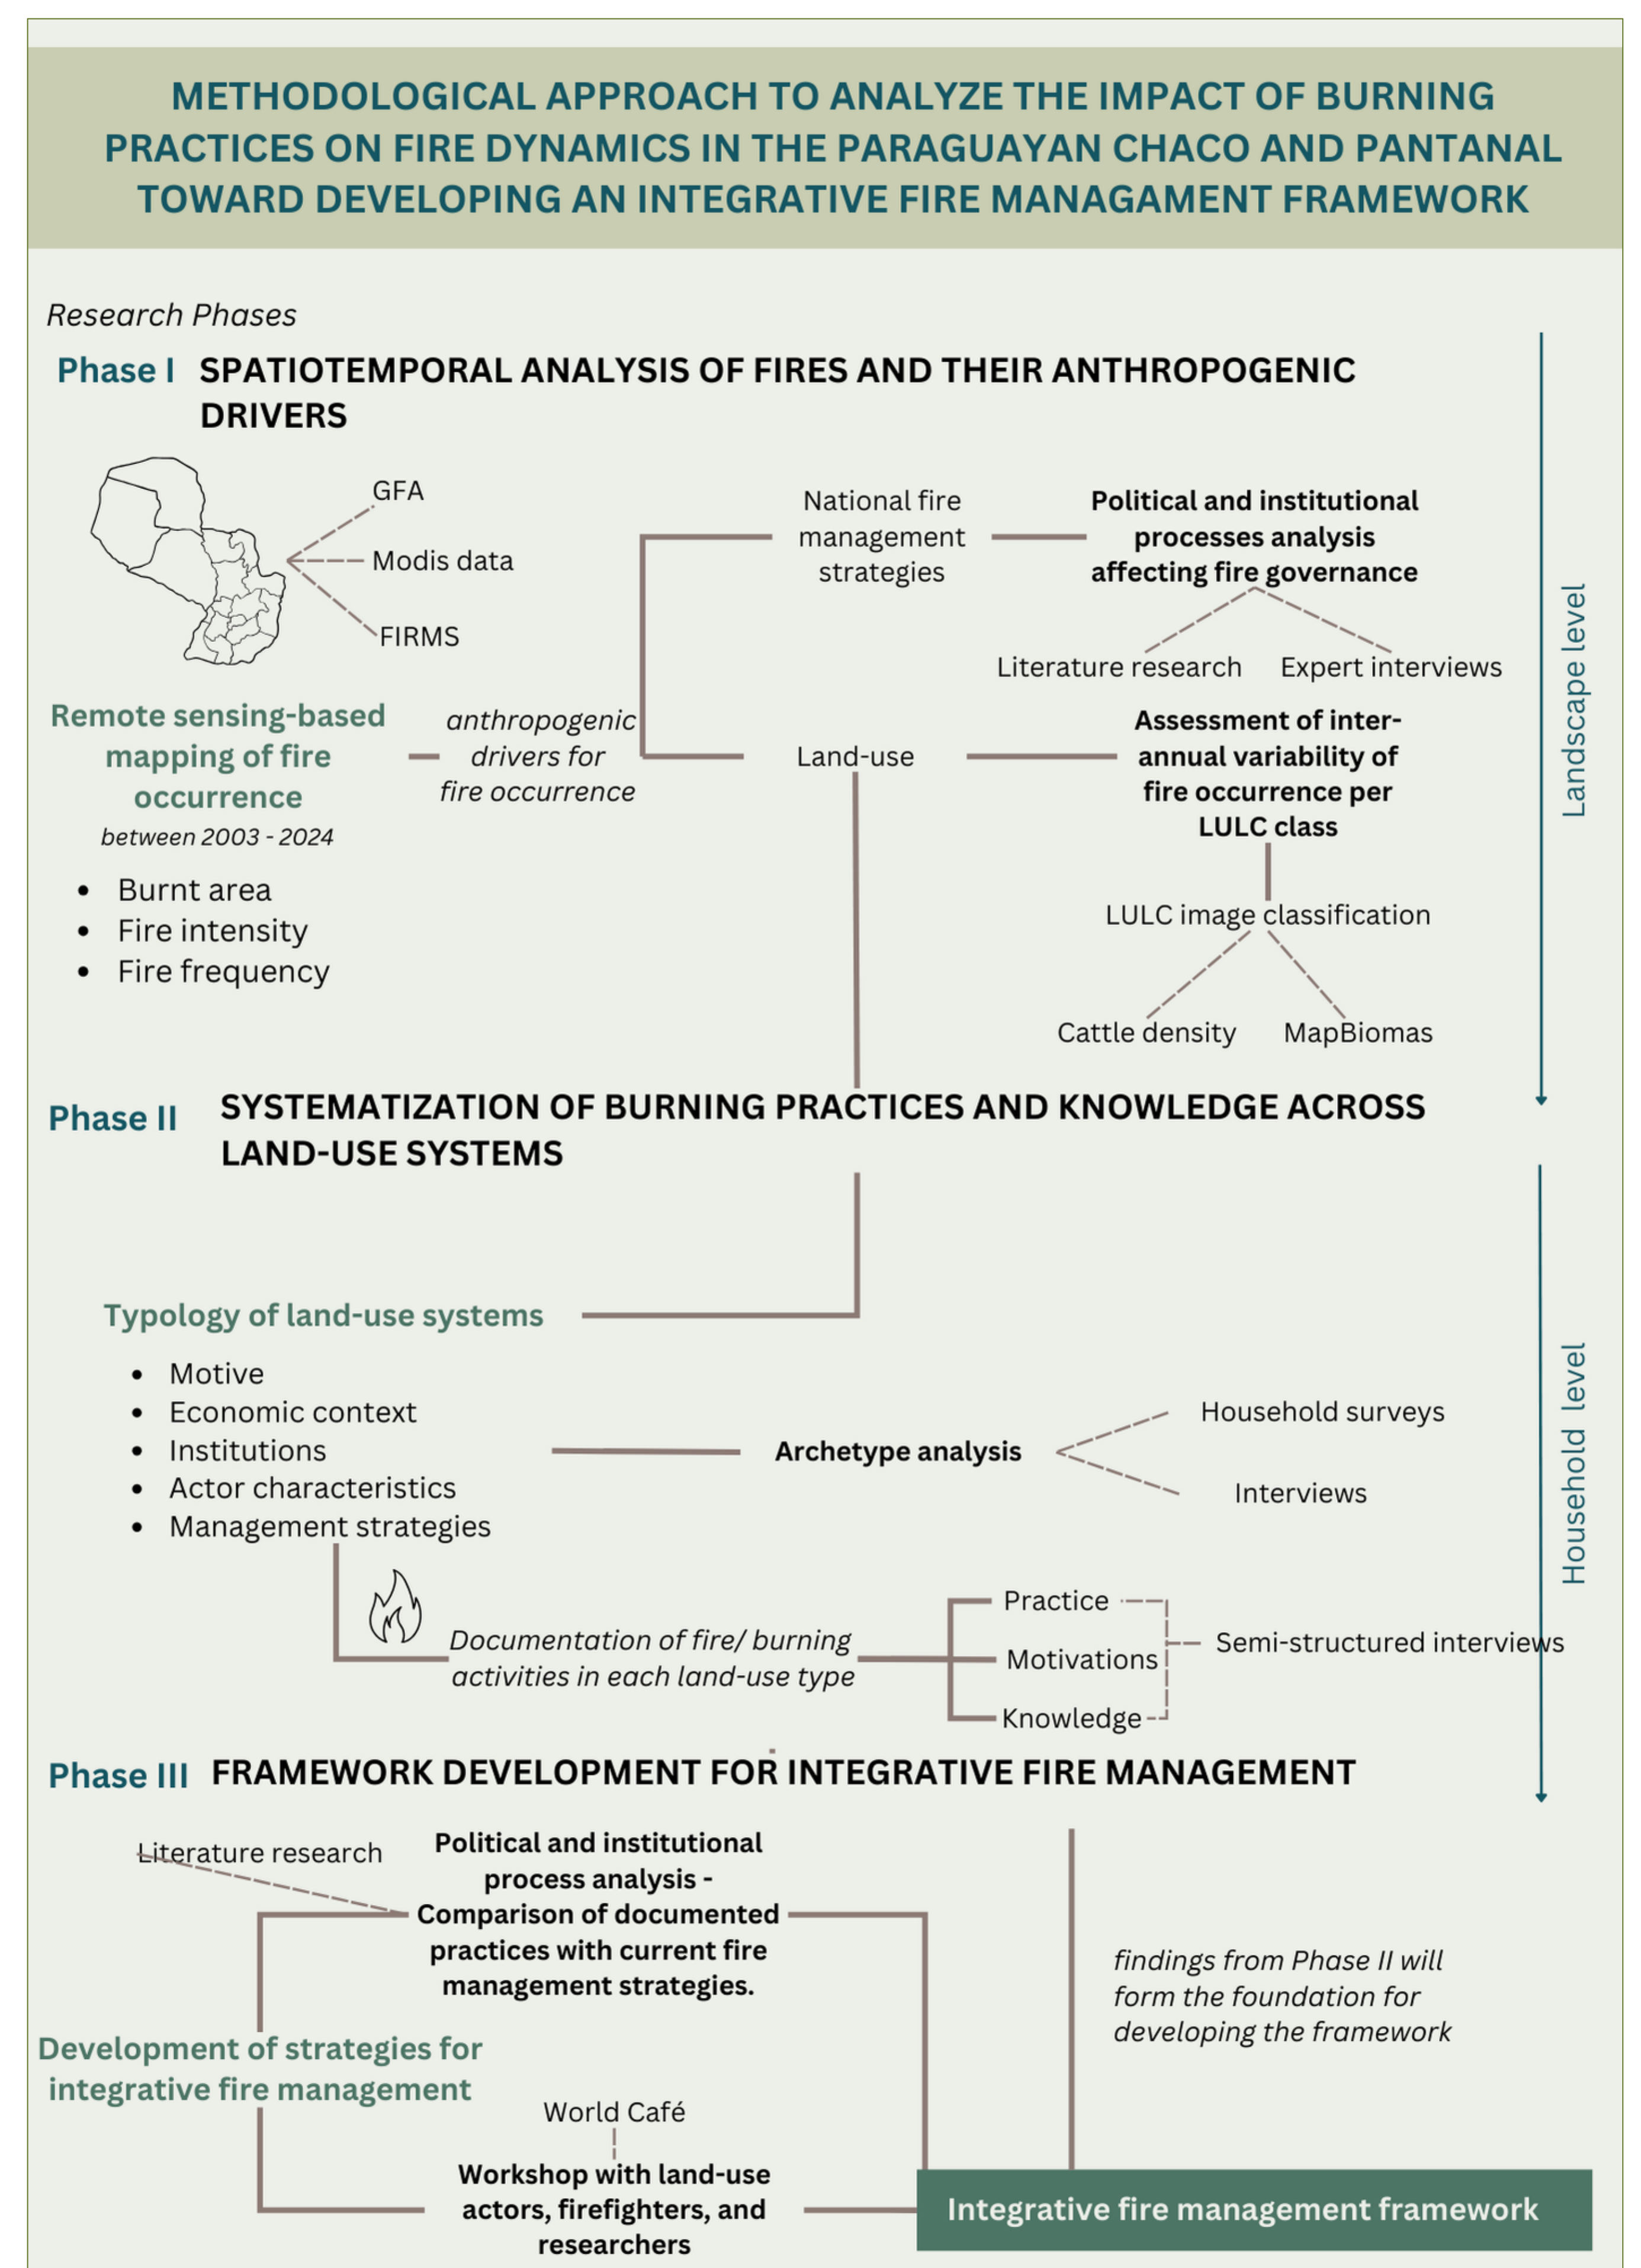 METHODOLOGICAL APPROACH TO ANALYZE THE IMPACT OF BURNING
PRACTICES ON FIRE DYNAMICS IN THE PARAGUAYAN CHACO AND PANTANAL
TOWARD DEVELOPING AN INTEGRATIVE FIRE MANAGAMENT FRAMEWORK
Research Phases
Phase I
SPATIOTEMPORAL ANALYSIS OF FIRES AND THEIR ANTHROPOGENIC
DRIVERS
GFA
Modis data
FIRMS
Remote sensing-based
mapping of fire
occurrence
between 2003 - 2024
• Burnt area
• Fire intensity
• Fire frequency
anthropogenic
drivers for
fire occurrence
National fire
management
strategies
Political and institutional
processes analysis
affecting fire governance
Literature research
Expert interviews
Land-use
Assessment of inter-
annual variability of
fire occurrence per
LULC class
LULC image classification
Cattle density
MapBiomas
Landscape level
Phase II
SYSTEMATIZATION OF BURNING PRACTICES AND KNOWLEDGE ACROSS
LAND-USE SYSTEMS
Typology of land-use systems
• Motive
• Economic context
• Institutions
• Actor characteristics
• Management strategies
Archetype analysis
Household surveys
Interviews
Documentation of fire/ burning
activities in each land-use type
Practice
Motivations
Knowledge
Semi-structured interviews
Household level
Phase III
FRAMEWORK DEVELOPMENT FOR INTEGRATIVE FIRE MANAGEMENT
Literature research
Political and institutional
process analysis -
Comparison of documented
practices with current fire
management strategies.
findings from Phase II will
form the foundation for
developing the framework
Development of strategies for
integrative fire management
World Café
Workshop with land-use
actors, firefighters, and
researchers
Integrative fire management framework